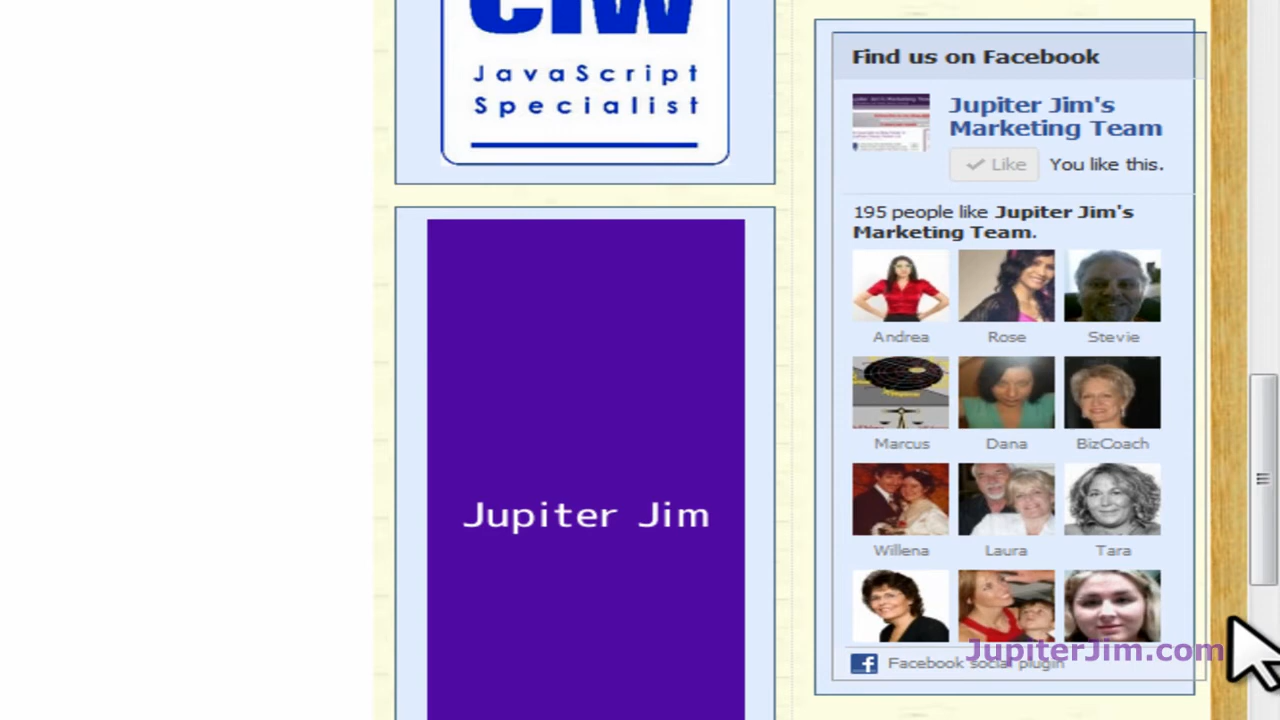 CIW
JavaScript
Specialist
Jupiter Jim
Find us on Facebook
Jupiter Jim's
Marketing Team
Like You like this.
195 people like Jupiter Jim's
Marketing Team.
Andrea Rose Stevie
Marcus Dana BizCoach
Willena Laura Tara
JupiterJim.com
Facebook social plugin